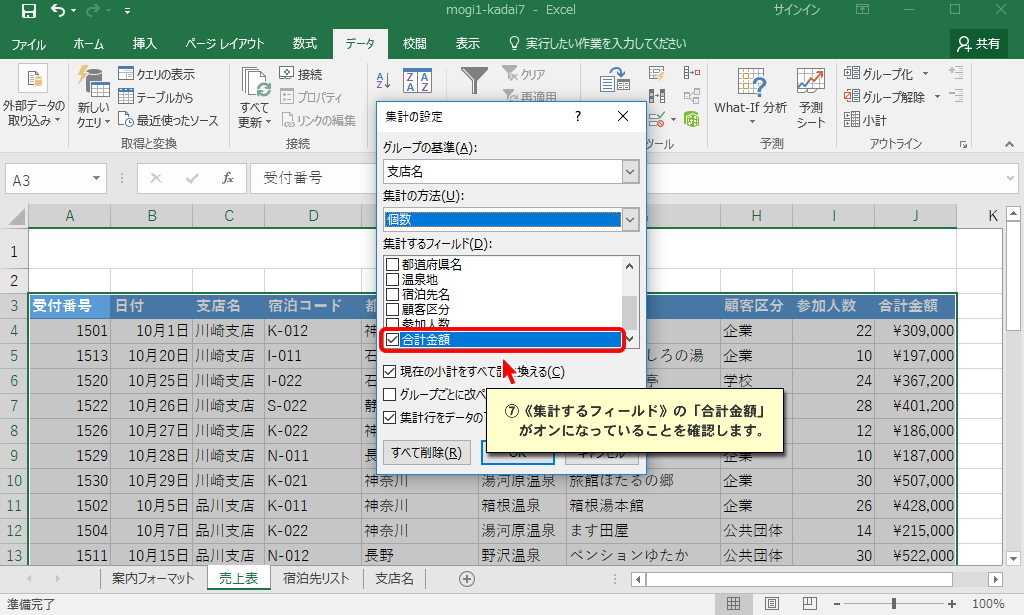 mogi1-kadai7 - Excel
サインイン
ファイル ホーム 挿入 ページ レイアウト 数式 データ 校閲 表示 実行したい作業を入力してください 共有
外部データの取り込み
新しいクエリ
クエリの表示
テーブルから
最近使ったソース
取得と変換
すべて更新
接続
プロパティ
リンクの編集
接続
クリア
再適用
ツール
What-If 分析
予測シート
予測
グループ化
グループ解除
小計
アウトライン
A3
受付番号
集計の設定 ?
グループの基準(A):
支店名
集計の方法(U):
個数
集計するフィールド(D):
都道府県名
温泉地
宿泊先名
顧客区分
参加人数
合計金額
現在の小計をすべて
換える(C)
グループごとに改ペ
集計行をデータの
すべて削除(R) OK キャンセル
⑦《集計するフィールド》の「合計金額」
がオンになっていることを確認します。
A B C D H I J K
1
2
3 受付番号 日付 支店名 宿泊コード 顧客区分 参加人数 合計金額
4 1501 10月1日 川崎支店 K-012 神 企業 22 ¥309,000
5 1513 10月20日 川崎支店 I-011 石 しろの湯 企業 10 ¥197,000
6 1520 10月25日 川崎支店 I-022 石 亭 学校 24 ¥367,200
7 1522 10月26日 川崎支店 S-022 静 28 ¥401,200
8 1526 10月27日 川崎支店 K-022 神 12 ¥186,000
9 1529 10月28日 川崎支店 N-011 長 企業 10 ¥187,000
10 1530 10月29日 川崎支店 K-021 神奈川 湯河原温泉 旅館ほたるの郷 企業 30 ¥507,000
11 1502 10月5日 品川支店 K-011 神奈川 箱根温泉 箱根湯本館 企業 26 ¥428,000
12 1504 10月7日 品川支店 K-022 神奈川 湯河原温泉 ます田屋 公共団体 14 ¥215,000
13 1511 10月15日 品川支店 N-012 長野 野沢温泉 ペンションゆたか 公共団体 30 ¥522,000
案内フォーマット 売上表 宿泊先リスト 支店名
準備完了 100%